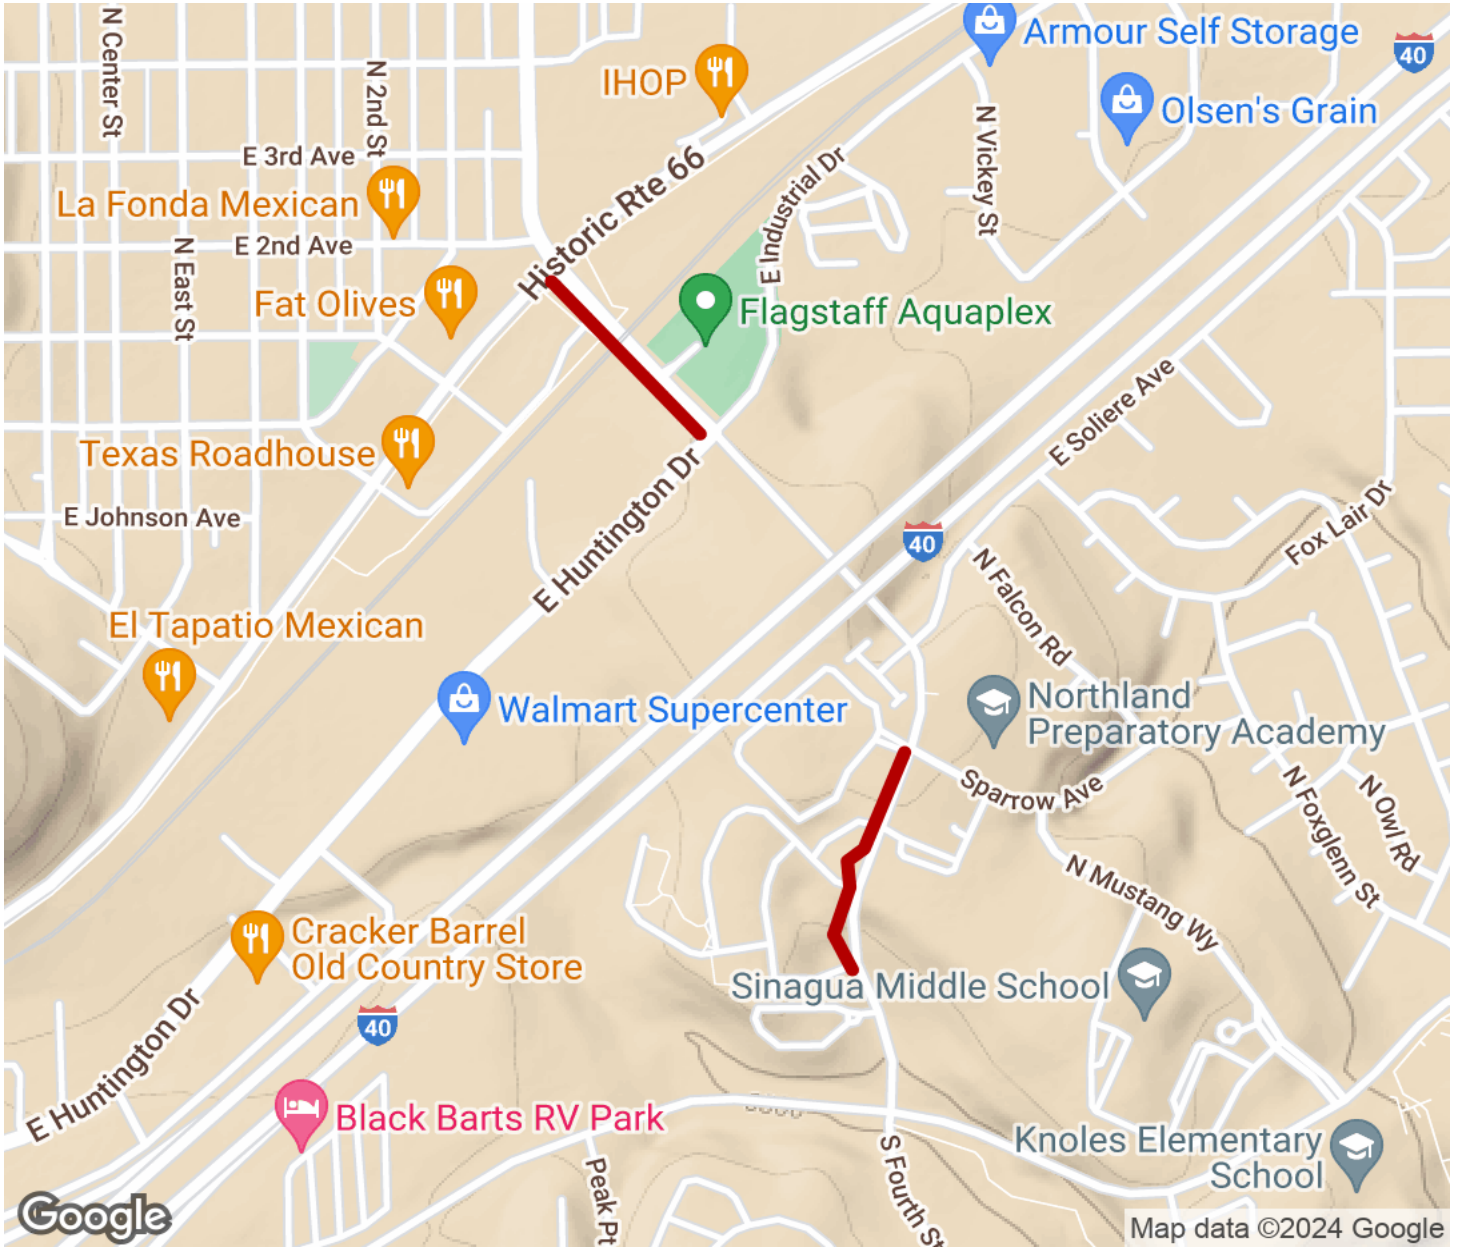 N Center St
N 2nd St
IHOP
Armour Self Storage
40
Olsen's Grain
E 3rd Ave
La Fonda Mexican
E 2nd Ave
N East St
Historic Rte 66
E Industrial Dr
N Vickey St
Fat Olives
Flagstaff Aquaplex
Texas Roadhouse
E Soliere Ave
E Johnson Ave
E Huntington Dr
40
Fox Lair Dr
N Falcon Rd
El Tapatio Mexican
Walmart Supercenter
Northland
Preparatory Academy
Sparrow Ave
N Foxglenn St
N Owl Rd
N Mustang Wy
Cracker Barrel
Old Country Store
Sinagua Middle School
E Huntington Dr
40
Black Barts RV Park
Peak Pt
S Fourth St
Knoles Elementary
School
Google
Map data ©2024 Google